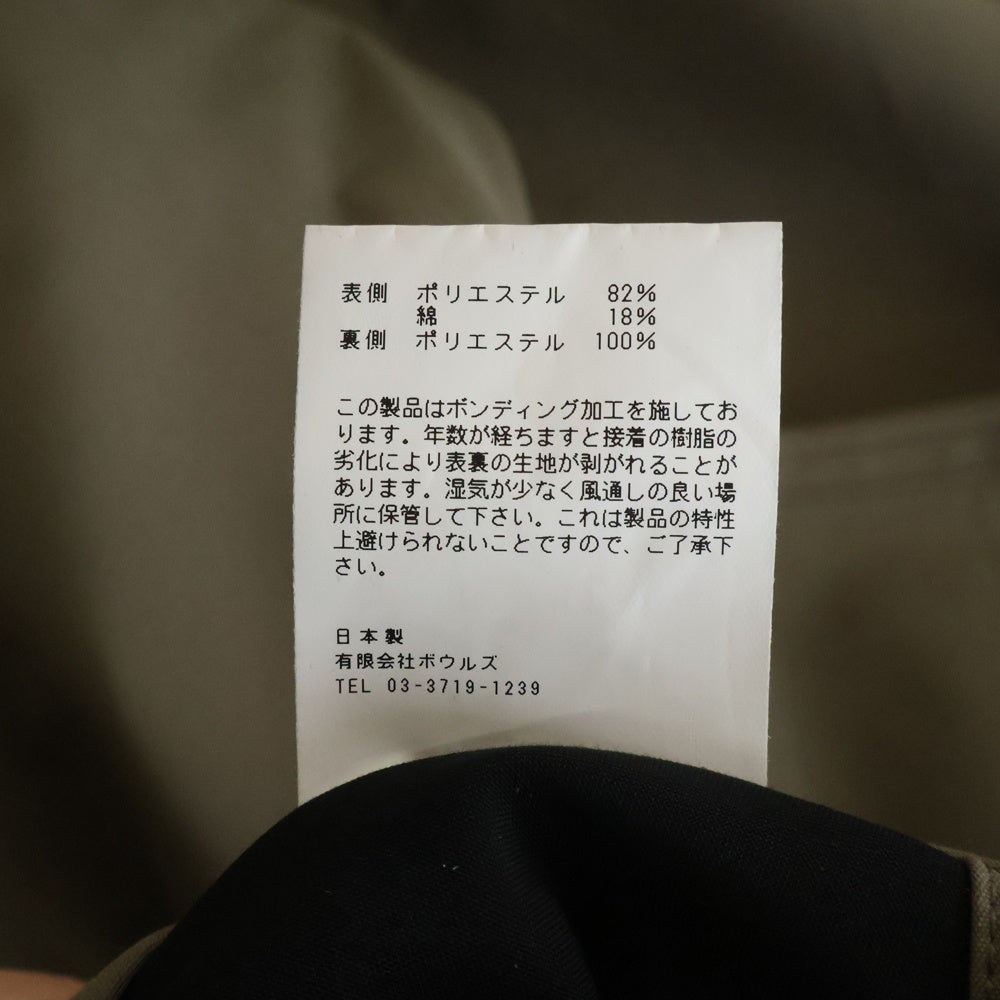 表側 ポリエステル 82%
綿 18%
裏側 ポリエステル 100%
この製品はボンディング加工を施してお
ります。年数が経ちますと接着の樹脂の
劣化により表裏の生地が剥がれることが
あります。湿気が少なく風通しの良い場
所に保管して下さい。これは製品の特性
上避けられないことですので、ご了承下
さい。
日本製
有限会社ボウルズ
TEL 03-3719-1239